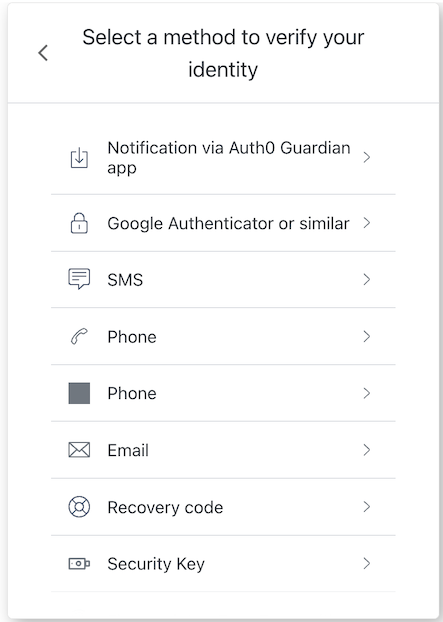 Select a method to verify your
identity
Notification via Auth0 Guardian
app
Google Authenticator or similar
SMS
Phone
Phone
Email
Recovery code
Security Key